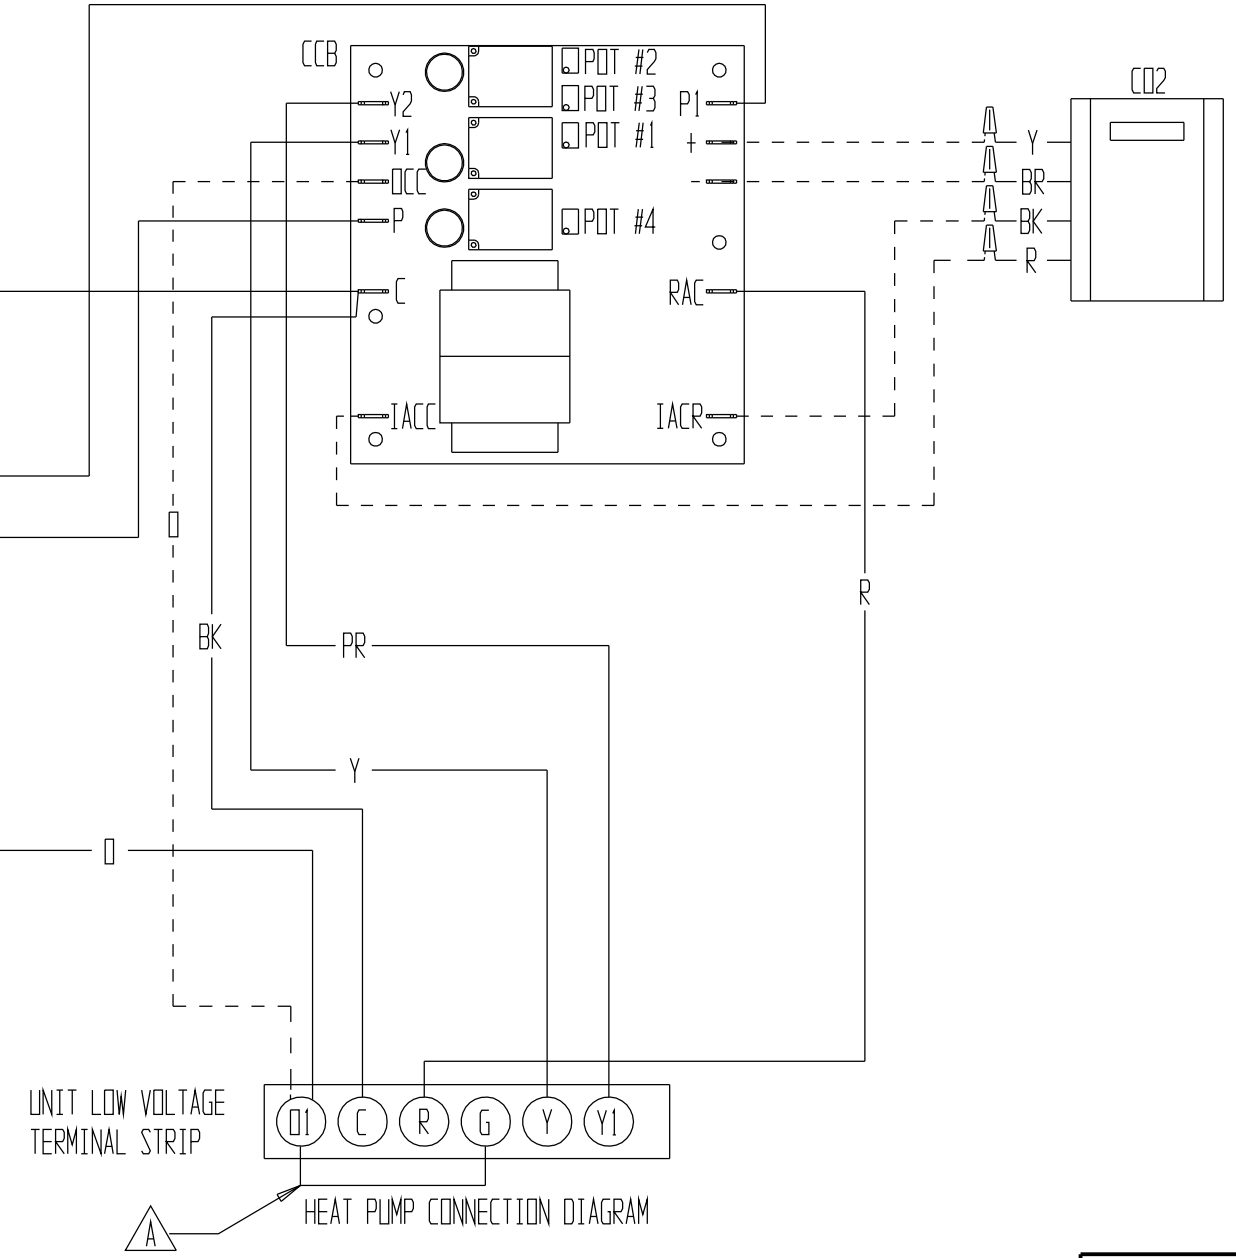 CCB
POT #2
CO2
Y2
POT #3
P1
Y1
POT #1
+
Y
OCC
-
BR
P
POT #4
BK
R
C
RAC
IACC
IACR
O
R
BK
PR
Y
O
UNIT LOW VOLTAGE
TERMINAL STRIP
O1 C R G Y Y1
HEAT PUMP CONNECTION DIAGRAM
A